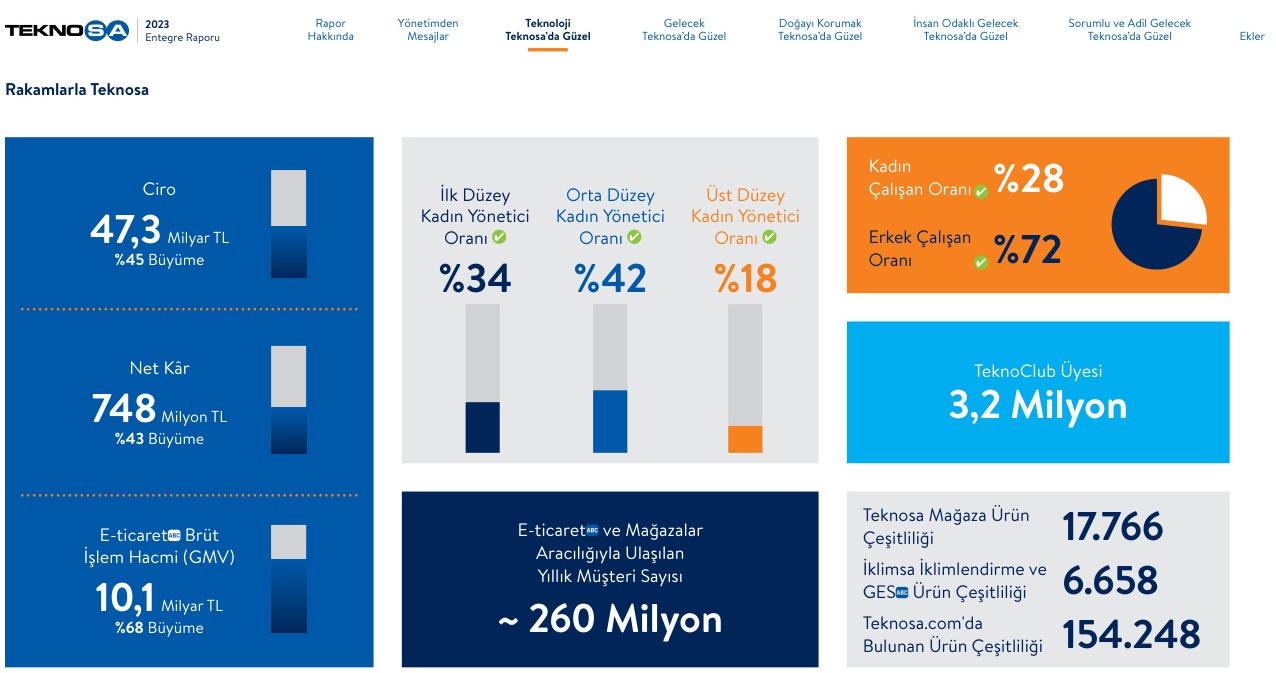 TEKNOSA
2023
Entegre Raporu
Rapor
Hakkında
Yönetimden
Mesajlar
Teknoloji
Teknosa'da Güzel
Gelecek
Teknosa'da Güzel
Doğayı Korumak
Teknosa'da Güzel
İnsan Odaklı Gelecek
Teknosa'da Güzel
Sorumlu ve Adil Gelecek
Teknosa'da Güzel
Ekler
Rakamlarla Teknosa
Ciro
47,3 Milyar TL
%45 Büyüme
Net Kâr
748 Milyon TL
%43 Büyüme
E-ticaret ABC Brüt
İşlem Hacmi (GMV)
10,1 Milyar TL
%68 Büyüme
İlk Düzey
Kadın Yönetici
Oranı
%34
Orta Düzey
Kadın Yönetici
Oranı
%42
Üst Düzey
Kadın Yönetici
Oranı
%18
E-ticaret ABC ve Mağazalar
Aracılığıyla Ulaşılan
Yıllık Müşteri Sayısı
~ 260 Milyon
Kadın
Çalışan Oranı
%28
Erkek Çalışan
Oranı
%72
TeknoClub Üyesi
3,2 Milyon
Teknosa Mağaza Ürün
Çeşitliliği
17.766
İklimsa İklimlendirme ve
GES ABC Ürün Çeşitliliği
6.658
Teknosa.com'da
Bulunan Ürün Çeşitliliği
154.248